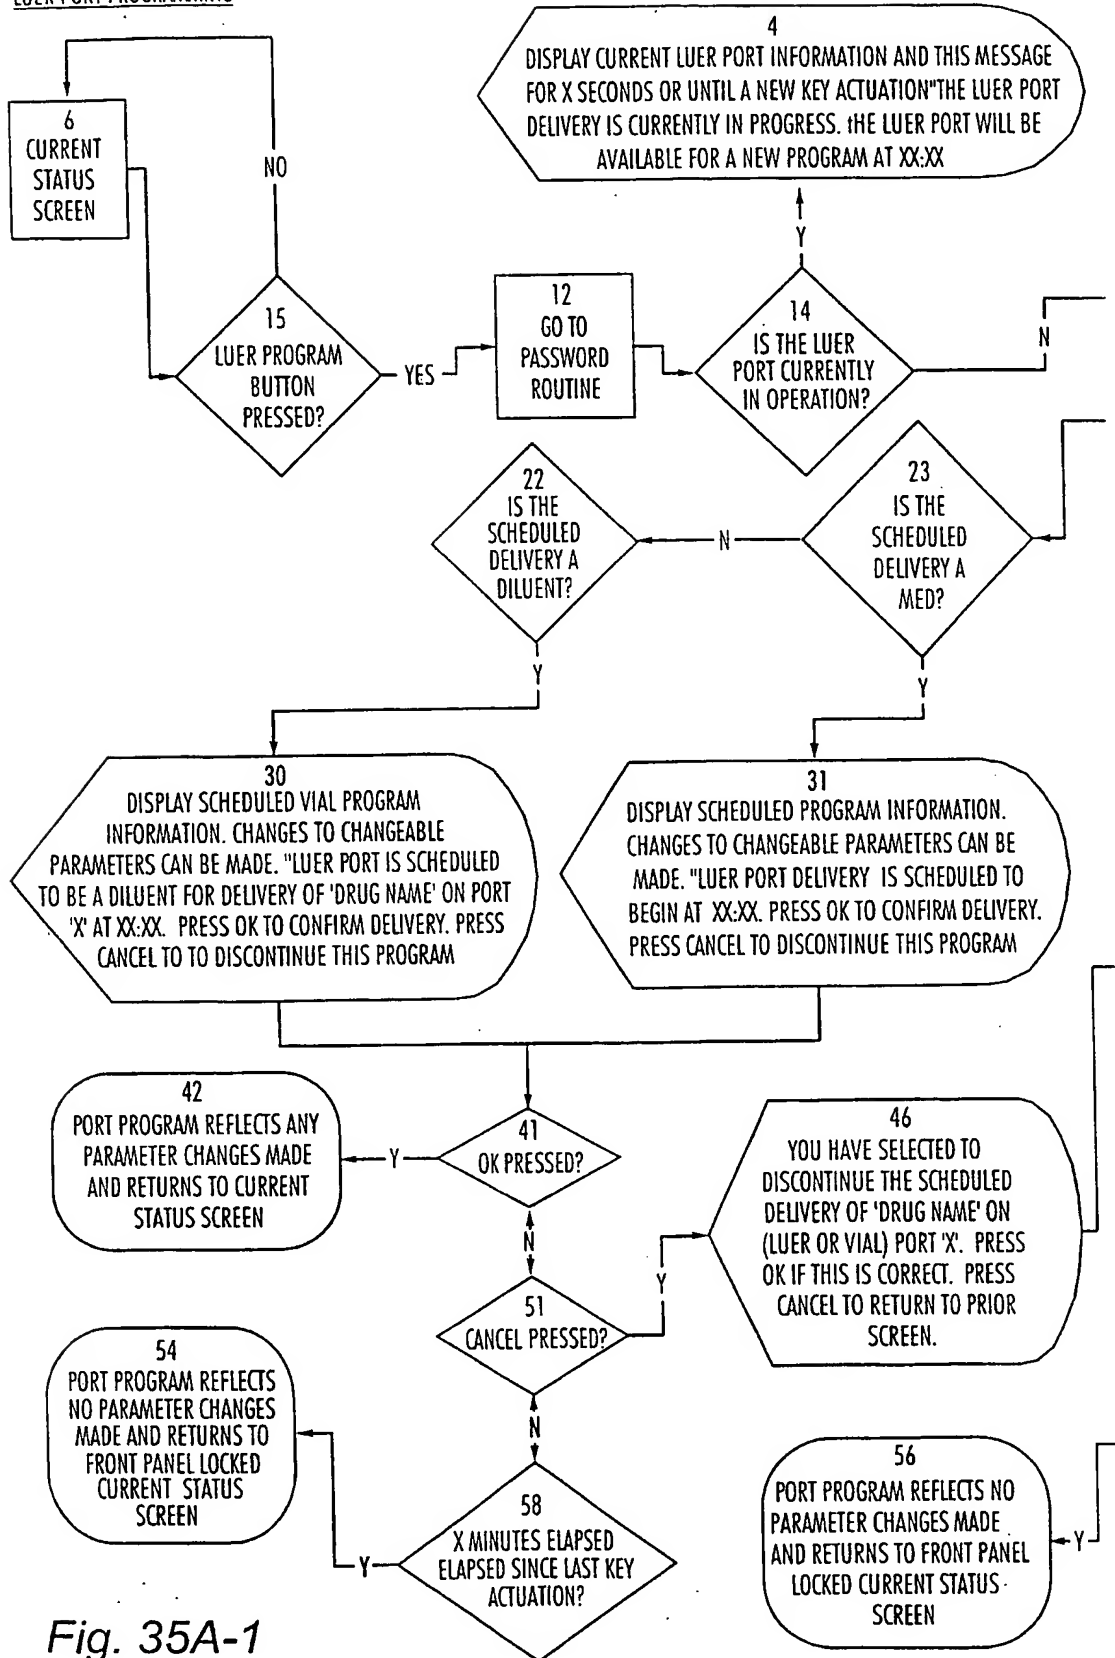 LUER PORT PROGRAMMING
4
DISPLAY CURRENT LUER PORT INFORMATION AND THIS MESSAGE
FOR X SECONDS OR UNTIL A NEW KEY ACTUATION"THE LUER PORT
DELIVERY IS CURRENTLY IN PROGRESS. tHE LUER PORT WILL BE
AVAILABLE FOR A NEW PROGRAM AT XX:XX
6
CURRENT
STATUS
SCREEN
NO
Y
15
LUER PROGRAM
BUTTON
PRESSED?
YES
12
GO TO
PASSWORD
ROUTINE
14
IS THE LUER
PORT CURRENTLY
IN OPERATION?
N
22
IS THE
SCHEDULED
DELIVERY A
DILUENT?
N
23
IS THE
SCHEDULED
DELIVERY A
MED?
Y
Y
30
DISPLAY SCHEDULED VIAL PROGRAM
INFORMATION. CHANGES TO CHANGEABLE
PARAMETERS CAN BE MADE. "LUER PORT IS SCHEDULED
TO BE A DILUENT FOR DELIVERY OF 'DRUG NAME' ON PORT
'X' AT XX:XX. PRESS OK TO CONFIRM DELIVERY. PRESS
CANCEL TO TO DISCONTINUE THIS PROGRAM
31
DISPLAY SCHEDULED PROGRAM INFORMATION.
CHANGES TO CHANGEABLE PARAMETERS CAN BE
MADE. "LUER PORT DELIVERY IS SCHEDULED TO
BEGIN AT XX:XX. PRESS OK TO CONFIRM DELIVERY.
PRESS CANCEL TO DISCONTINUE THIS PROGRAM
42
PORT PROGRAM REFLECTS ANY
PARAMETER CHANGES MADE
AND RETURNS TO CURRENT
STATUS SCREEN
Y
41
OK PRESSED?
N
46
YOU HAVE SELECTED TO
DISCONTINUE THE SCHEDULED
DELIVERY OF 'DRUG NAME' ON
(LUER OR VIAL) PORT 'X'. PRESS
OK IF THIS IS CORRECT. PRESS
CANCEL TO RETURN TO PRIOR
SCREEN.
Y
51
CANCEL PRESSED?
N
54
PORT PROGRAM REFLECTS
NO PARAMETER CHANGES
MADE AND RETURNS TO
FRONT PANEL LOCKED
CURRENT STATUS
SCREEN
Y
58
X MINUTES ELAPSED
ELAPSED SINCE LAST KEY
ACTUATION?
56
PORT PROGRAM REFLECTS NO
PARAMETER CHANGES MADE
AND RETURNS TO FRONT PANEL
LOCKED CURRENT STATUS
SCREEN
Y
Fig. 35A-1